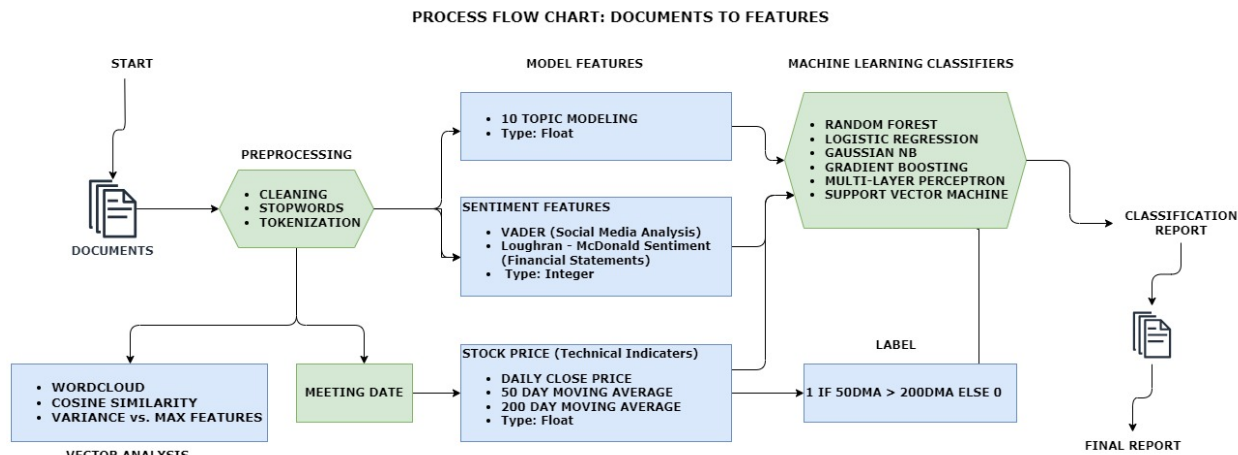 PROCESS FLOW CHART: DOCUMENTS TO FEATURES
START
DOCUMENTS
PREPROCESSING
CLEANING
STOPWORDS
TOKENIZATION
WORDCLOUD
COSINE SIMILARITY
VARIANCE vs. MAX FEATURES
VECTOR ANALYSIS
MEETING DATE
MODEL FEATURES
10 TOPIC MODELING
Type: Float
SENTIMENT FEATURES
VADER (Social Media Analysis)
Loughran - McDonald Sentiment
(Financial Statements)
Type: Integer
STOCK PRICE (Technical Indicaters)
DAILY CLOSE PRICE
50 DAY MOVING AVERAGE
200 DAY MOVING AVERAGE
Type: Float
MACHINE LEARNING CLASSIFIERS
RANDOM FOREST
LOGISTIC REGRESSION
GAUSSIAN NB
GRADIENT BOOSTING
MULTI-LAYER PERCEPTRON
SUPPORT VECTOR MACHINE
LABEL
1 IF 50DMA > 200DMA ELSE 0
CLASSIFICATION
REPORT
FINAL REPORT